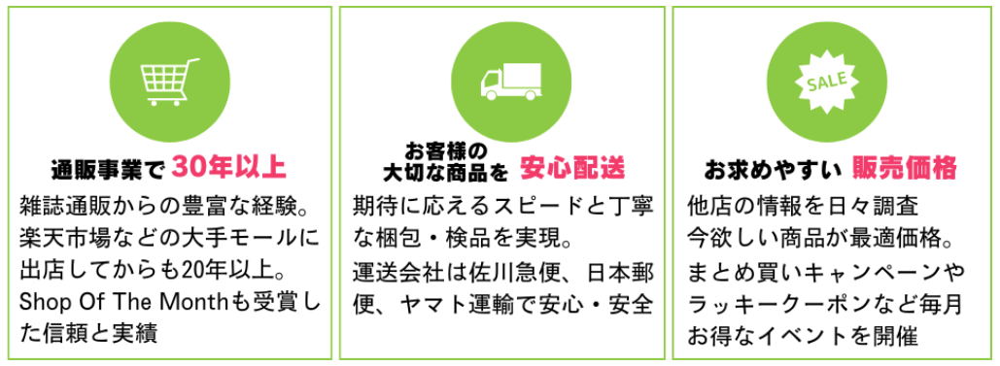 通販事業で 30年以上
雑誌通販からの豊富な経験。
楽天市場などの大手モールに
出店してからも20年以上。
Shop Of The Monthも受賞し
た信頼と実績
お客様の
大切な商品を 安心配送
期待に応えるスピードと丁寧
な梱包・検品を実現。
運送会社は佐川急便、日本郵
便、ヤマト運輸で安心・安全
SALE
お求めやすい 販売価格
他店の情報を日々調査
今欲しい商品が最適価格。
まとめ買いキャンペーンや
ラッキークーポンなど毎月
お得なイベントを開催